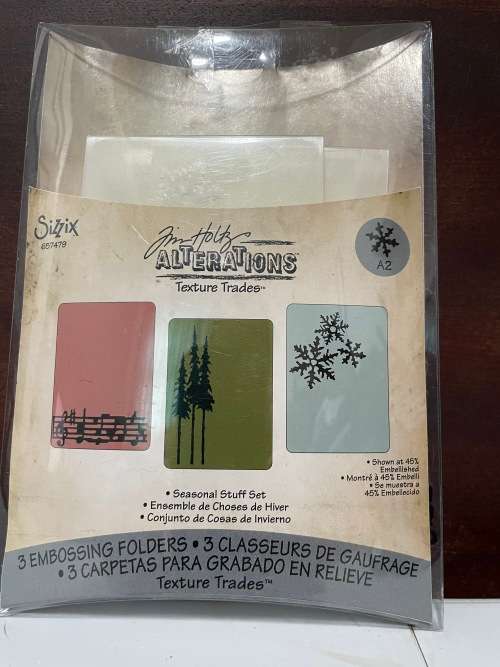 Sizzix
657479
Tim Holtz
ALTERATIONS
Texture Trades™
A2
• Shown at 45%
Embellished
• Montré à 45% Embelli
• Se muestra a
45% Embellecido
• Seasonal Stuff Set
• Ensemble de Choses de Hiver
• Conjunto de Cosas de Invierno
3 EMBOSSING FOLDERS • 3 CLASSEURS DE GAUFRAGE
• 3 CARPETAS PARA GRABADO EN RELIEVE
Texture Trades™